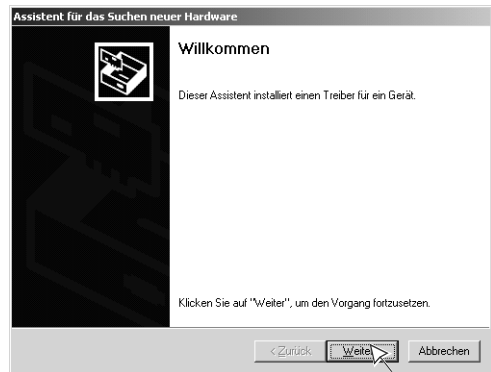 Assistent für das Suchen neuer Hardware
Willkommen
Dieser Assistent installiert einen Treiber für ein Gerät.
Klicken Sie auf "Weiter", um den Vorgang fortzusetzen.
< Zurück Weiter Abbrechen